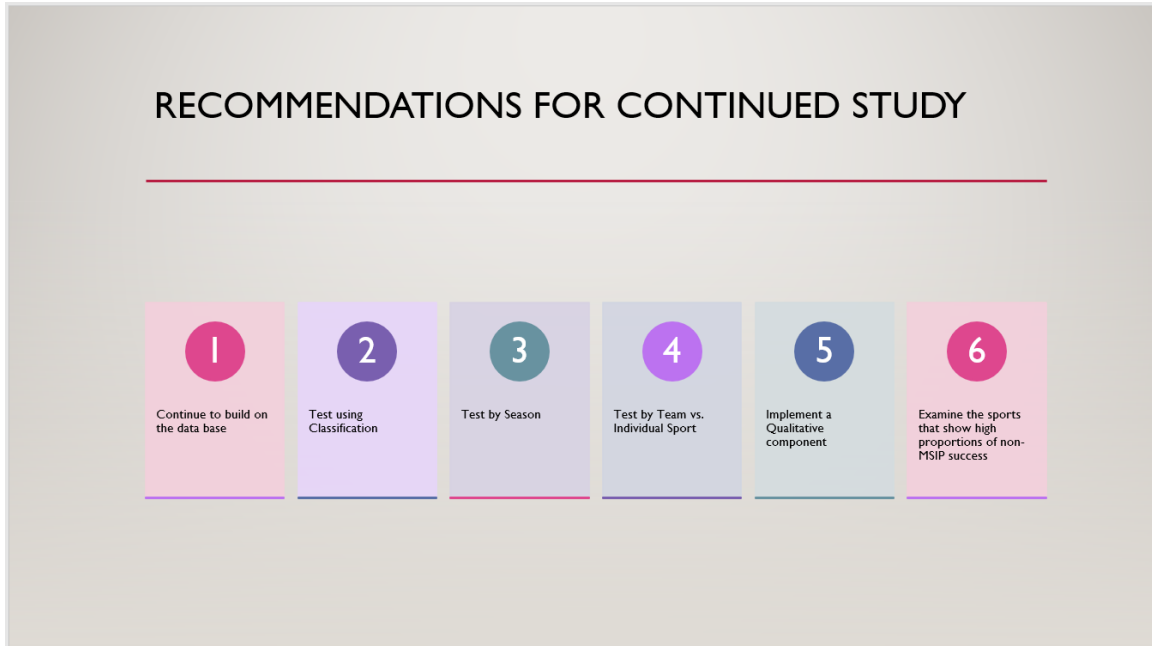 RECOMMENDATIONS FOR CONTINUED STUDY
1
Continue to build on
the data base
2
Test using
Classification
3
Test by Season
4
Test by Team vs.
Individual Sport
5
Implement a
Qualitative
component
6
Examine the sports
that show high
proportions of non-
MSIP success